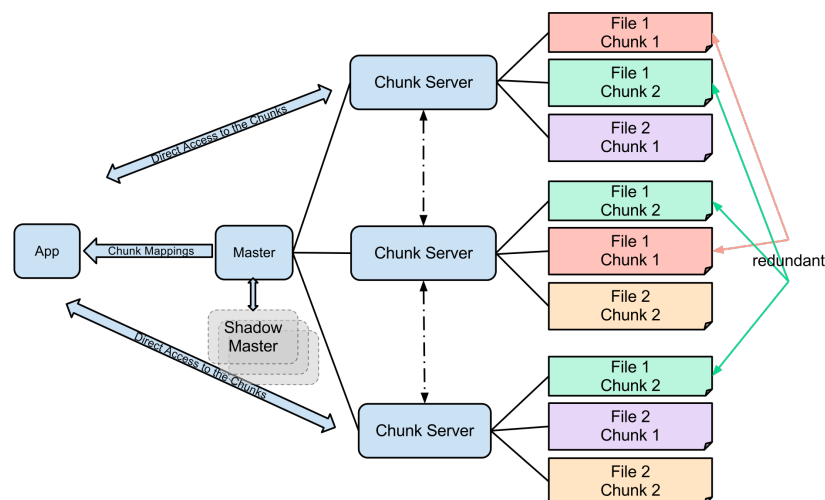 File 1
Chunk 1
File 1
Chunk 2
File 2
Chunk 1
Chunk Server
Direct Access to the Chunks
File 1
Chunk 2
File 1
Chunk 1
File 2
Chunk 2
App
Chunk Mappings
Master
Chunk Server
redundant
Shadow
Master
Direct Access to the Chunks
File 1
Chunk 2
File 2
Chunk 1
File 2
Chunk 2
Chunk Server